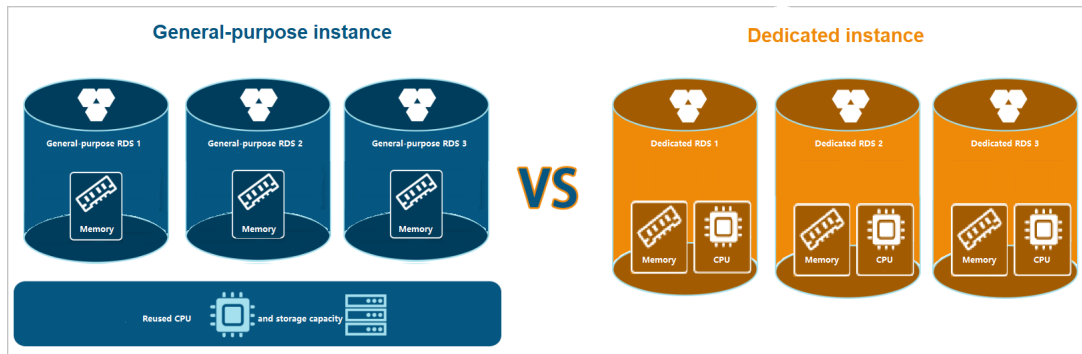 General-purpose instance
Dedicated instance
General-purpose RDS 1
General-purpose RDS 2
General-purpose RDS 3
Memory
Memory
Memory
Reused CPU
and storage capacity
VS
Dedicated RDS 1
Dedicated RDS 2
Dedicated RDS 3
Memory
CPU
Memory
CPU
Memory
CPU